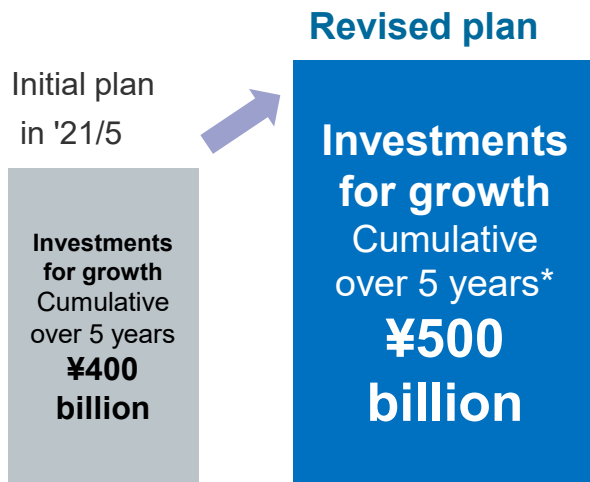 Revised plan
Initial plan
in '21/5
Investments
for growth
Cumulative
over 5 years
¥400
billion
Investments
for growth
Cumulative
over 5 years*
¥500
billion